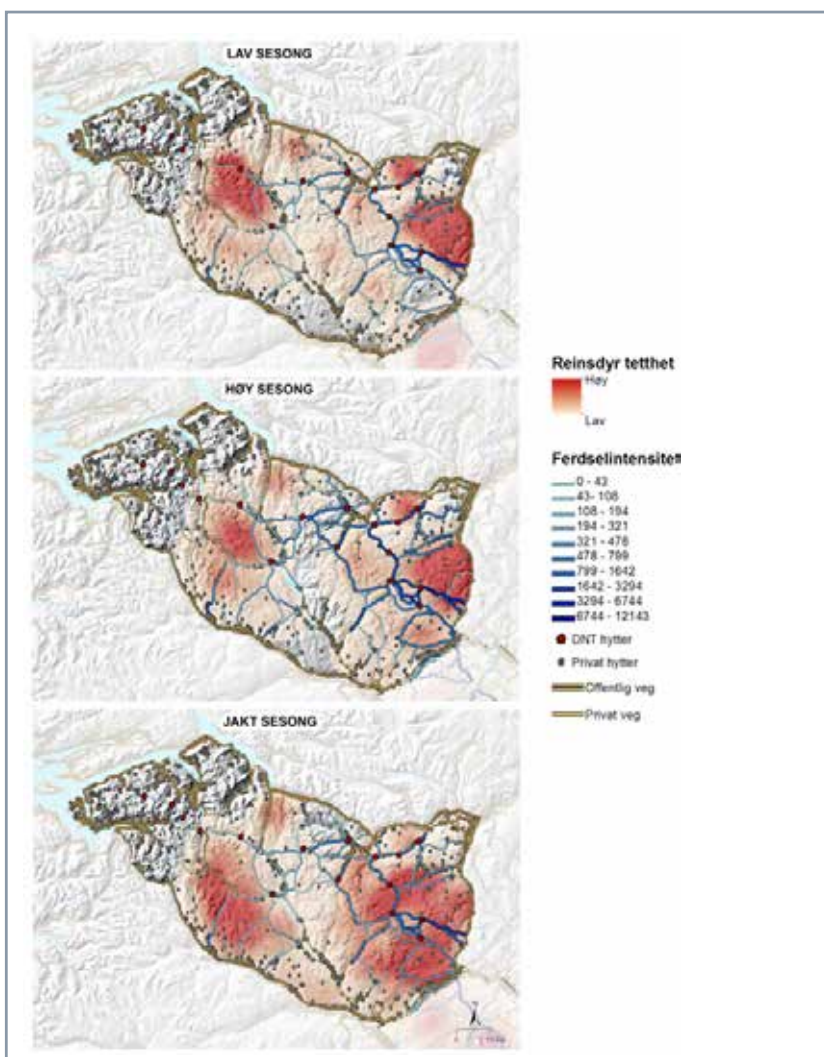 LAV SESONG
HØY SESONG
JAKT SESONG
Reinsdyr tetthet
Høy
Lav
Ferdselintensitet
0 - 43
43- 108
108 - 194
194 - 321
321 - 476
478 - 799
799 - 1642
1642 - 3294
3294 - 6744
6744 - 12143
DNT hytter
Privat hytter
Offentlig veg
Privat veg